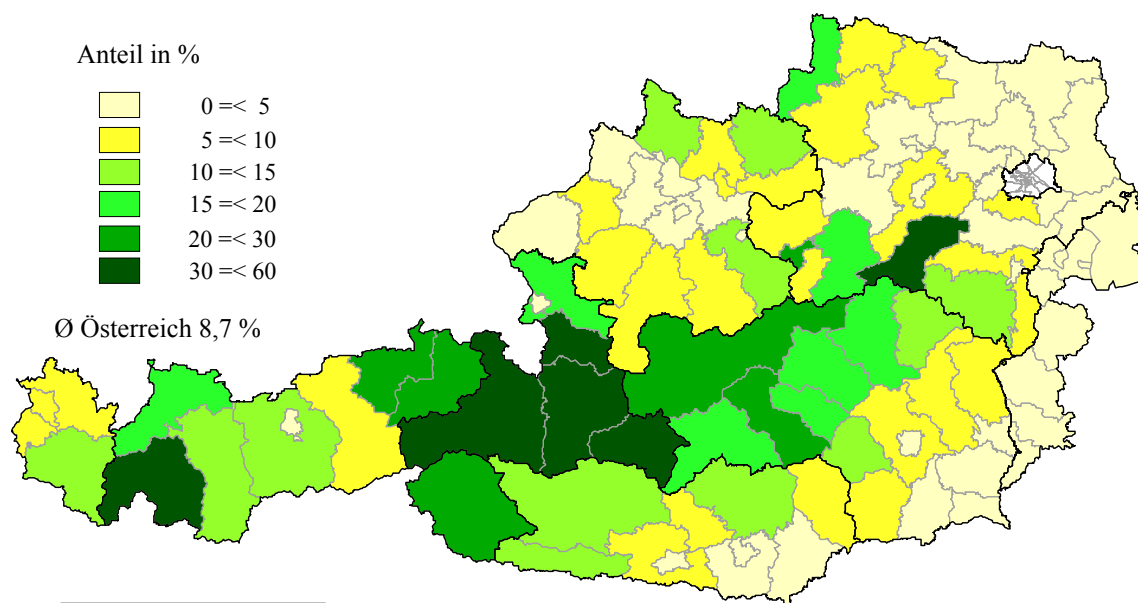 Anteil in %
0 =< 5
5 =< 10
10 =< 15
15 =< 20
20 =< 30
30 =< 60
Ø Österreich 8,7 %